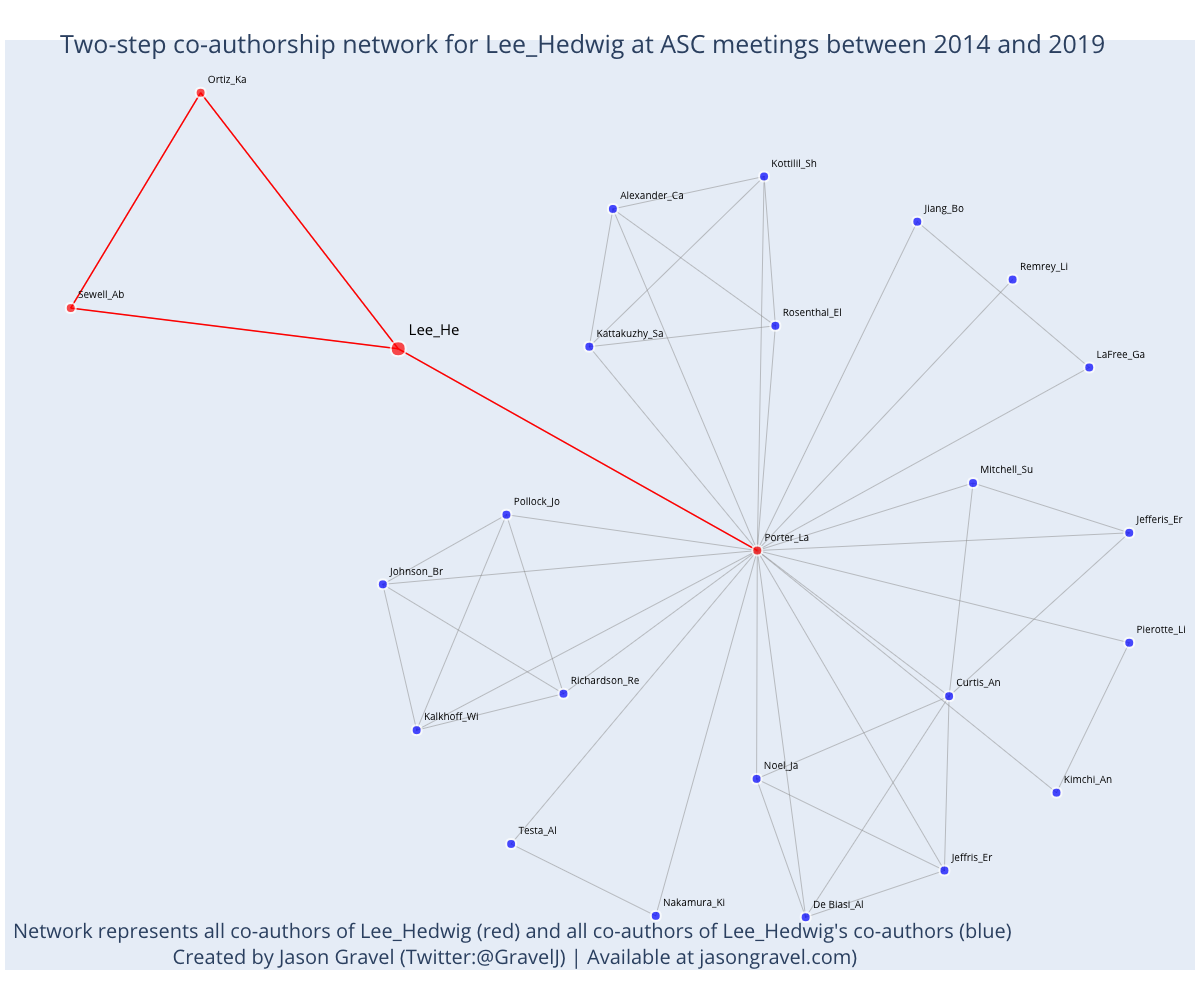 Two-step co-authorship network for Lee_Hedwig at ASC meetings between 2014 and 2019
Ortiz_Ka
Kottilil_Sh
Alexander_Ca
Jiang_Bo
Remrey_Li
Sewell_Ab
Rosenthal_El
Lee_He
Kattakuzhy_Sa
LaFree_Ga
Mitchell_Su
Pollock_Jo
Jefferis_Er
Porter_La
Johnson_Br
Pierotte_Li
Richardson_Re
Curtis_An
Kalkhoff_Wi
Noel_Ja
Kimchi_An
Testa_Al
Jeffris_Er
Nakamura_Ki
De Biasi_Al
Network represents all co-authors of Lee_Hedwig (red) and all co-authors of Lee_Hedwig's co-authors (blue)
Created by Jason Gravel (Twitter:@GravelJ) | Available at jasongravel.com)